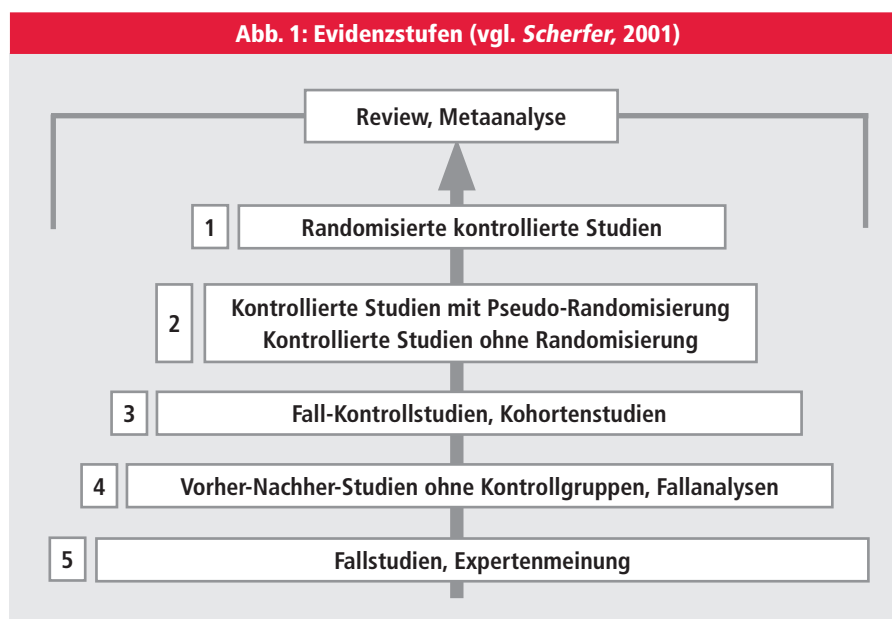 Abb. 1: Evidenzstufen (vgl. Scherfer, 2001)
Review, Metaanalyse
1 Randomisierte kontrollierte Studien
2 Kontrollierte Studien mit Pseudo-Randomisierung
Kontrollierte Studien ohne Randomisierung
3 Fall-Kontrollstudien, Kohortenstudien
4 Vorher-Nachher-Studien ohne Kontrollgruppen, Fallanalysen
5 Fallstudien, Expertenmeinung